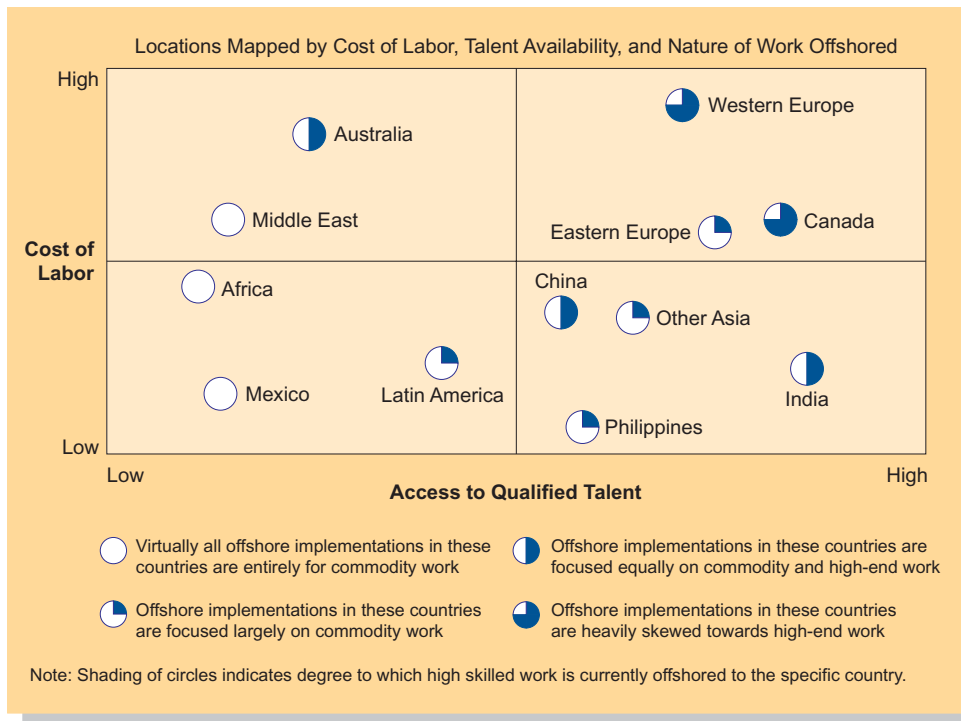 Locations Mapped by Cost of Labor, Talent Availability, and Nature of Work Offshored
High
Western Europe
Australia
Middle East
Canada
Eastern Europe
Cost of
Labor
China
Africa
Other Asia
Mexico
Latin America
India
Philippines
Low
Low
High
Access to Qualified Talent
Virtually all offshore implementations in these
countries are entirely for commodity work
Offshore implementations in these countries are
focused equally on commodity and high-end work
Offshore implementations in these countries
are focused largely on commodity work
Offshore implementations in these countries
are heavily skewed towards high-end work
Note: Shading of circles indicates degree to which high skilled work is currently offshored to the specific country.